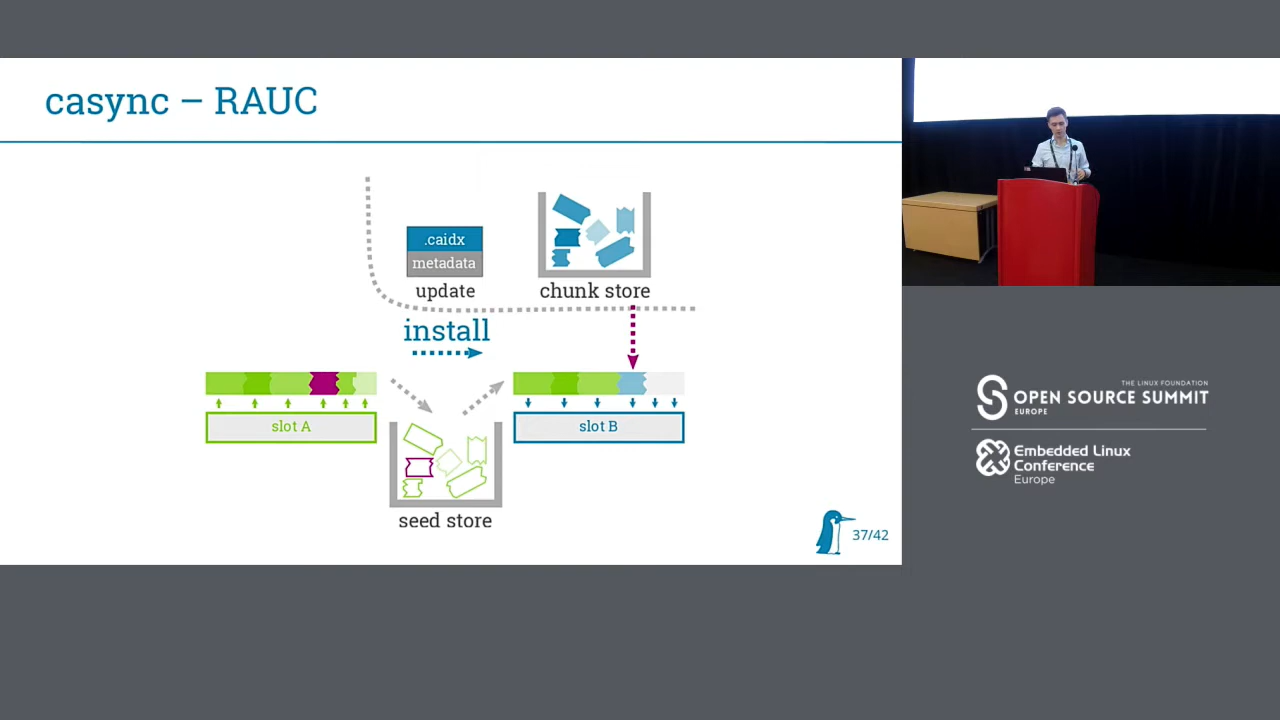 casync – RAUC
.caidx
metadata
update
chunk store
install
slot A
slot B
seed store
37/42
THE LINUX FOUNDATION
OPEN SOURCE SUMMIT
EUROPE
Embedded Linux
Conference
Europe